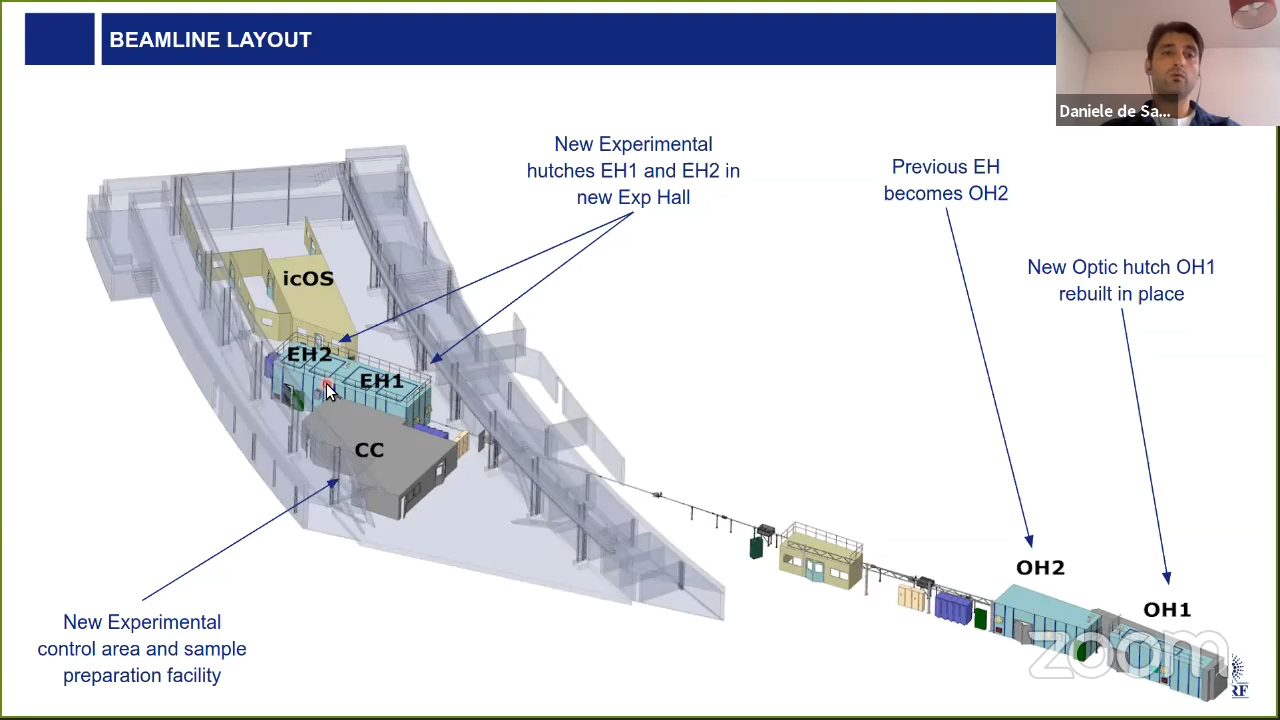 BEAMLINE LAYOUT
Daniele de Sa...
New Experimental
hutches EH1 and EH2 in
new Exp Hall
Previous EH
becomes OH2
New Optic hutch OH1
rebuilt in place
icOS
EH2
EH1
CC
OH2
OH1
New Experimental
control area and sample
preparation facility
zoom
RF